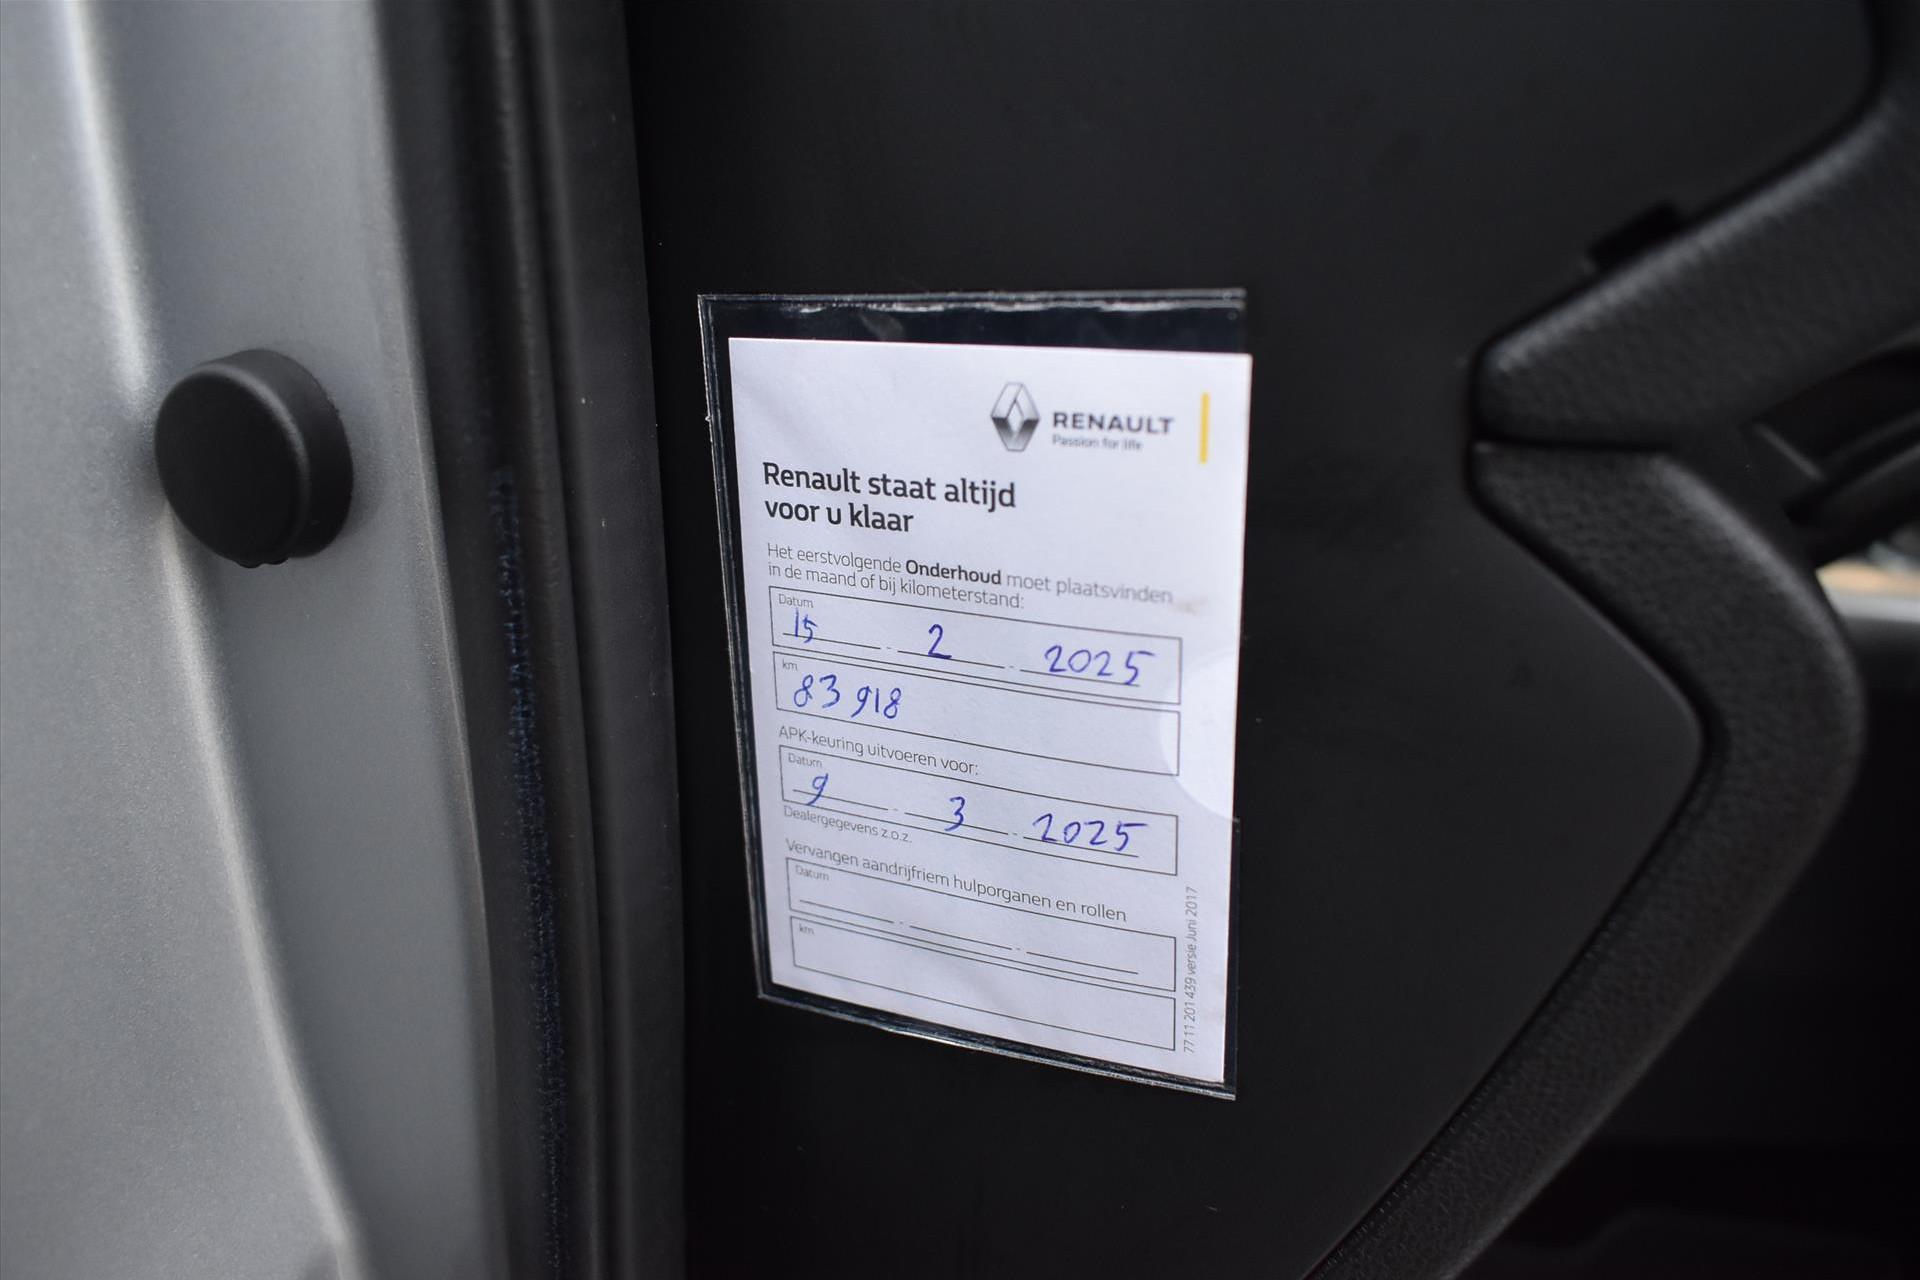 RENAULT
Passion for life
Renault staat altijd
voor u klaar
Het eerstvolgende Onderhoud moet plaatsvinden
in de maand of bij kilometerstand:
Datum
15 - 2 - 2025
km
83 918
APK-keuring uitvoeren voor:
Datum
9 - 3 - 2025
Dealergegevens z.o.z.
Vervangen aandrijfriem hulporganen en rollen
Datum
km
77 11 201 439 versie Juni 2017